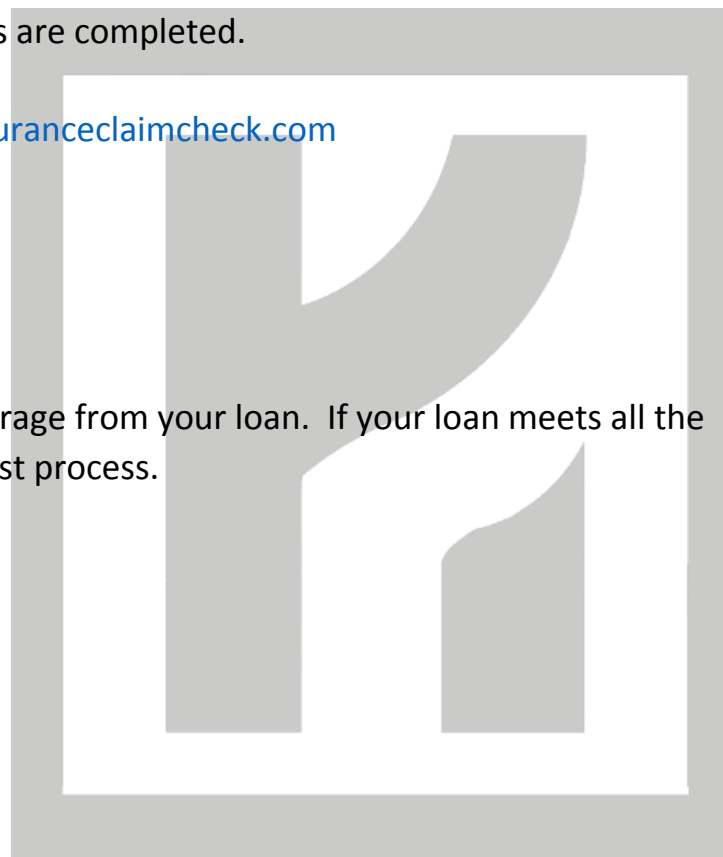 s are completed.
uranceclaimcheck.com
rage from your loan.  If your loan meets all the
st process.